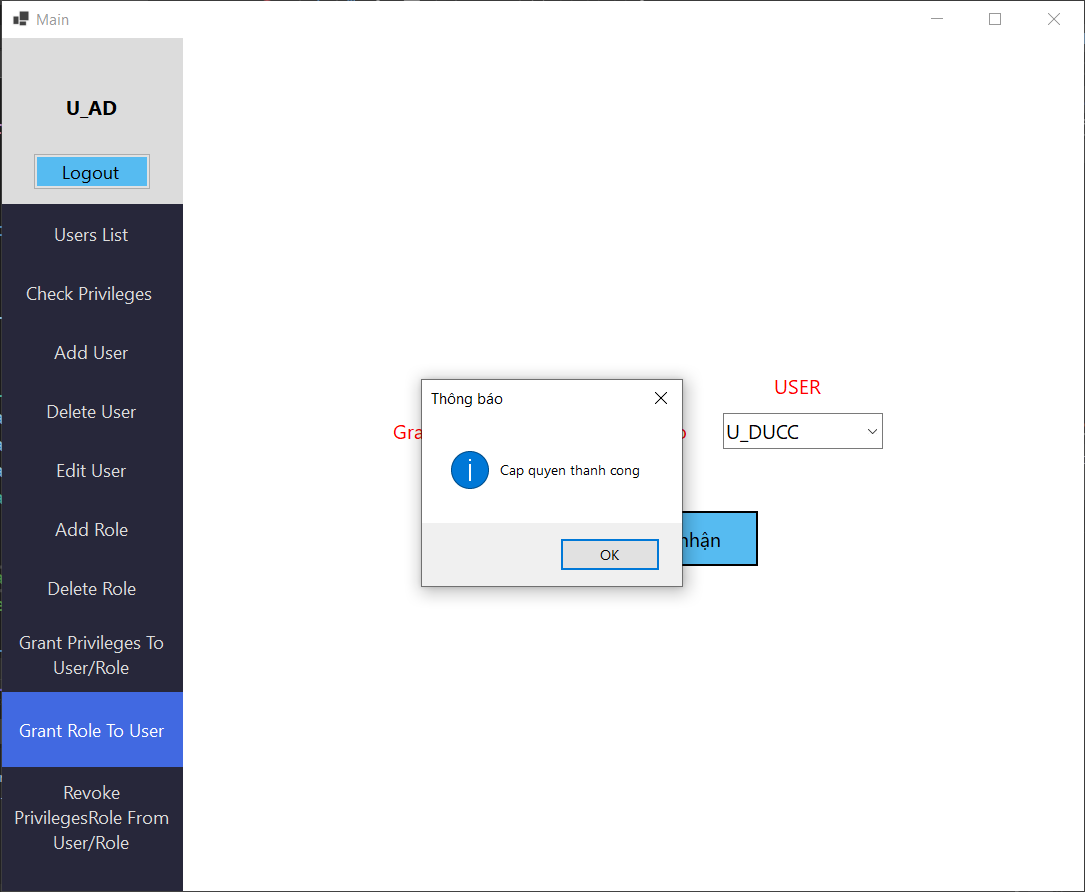 Main
U_AD
Logout
Users List
Check Privileges
Add User
Delete User
Edit User
Add Role
Delete Role
Grant Privileges To
User/Role
Grant Role To User
Revoke
PrivilegesRole From
User/Role
USER
U_DUCC
Thông báo
Cap quyen thanh cong
OK